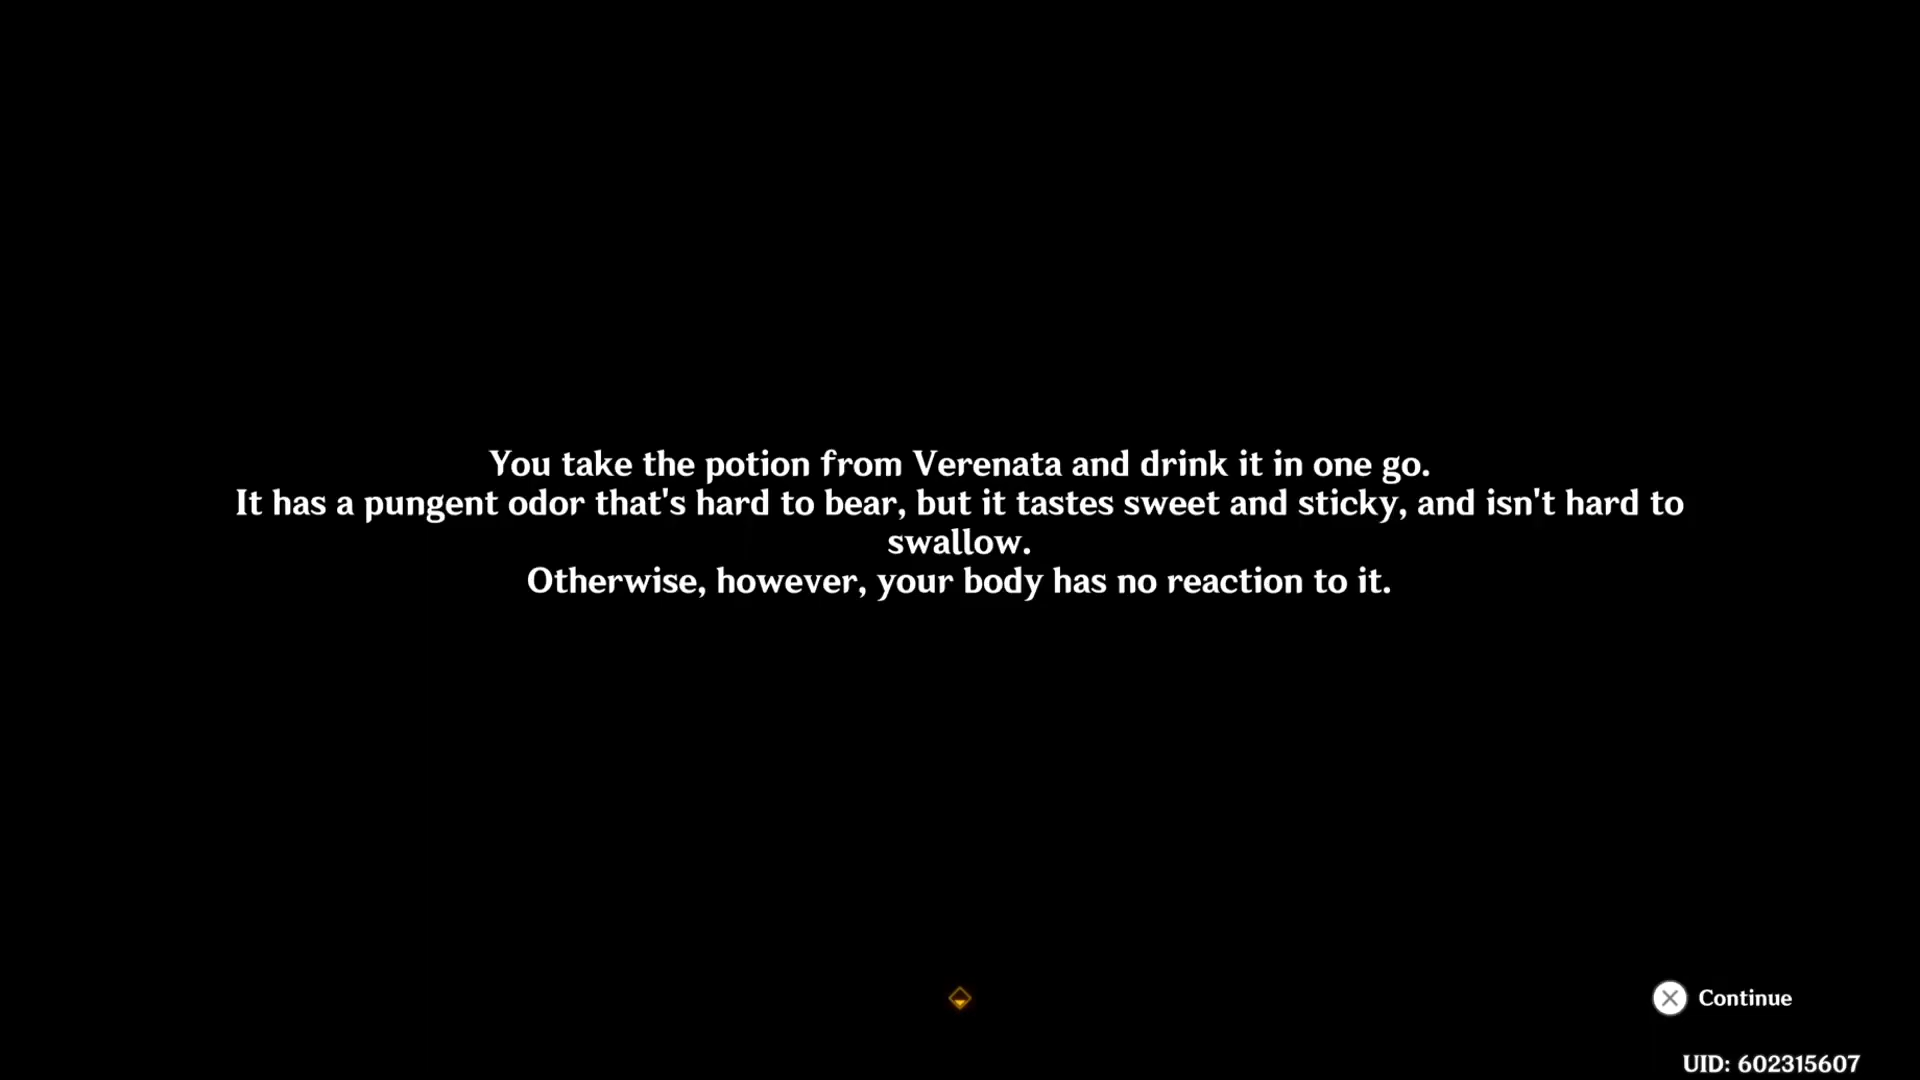 You take the potion from Verenata and drink it in one go.
It has a pungent odor that's hard to bear, but it tastes sweet and sticky, and isn't hard to
swallow.
Otherwise, however, your body has no reaction to it.
Continue
UID: 602315607